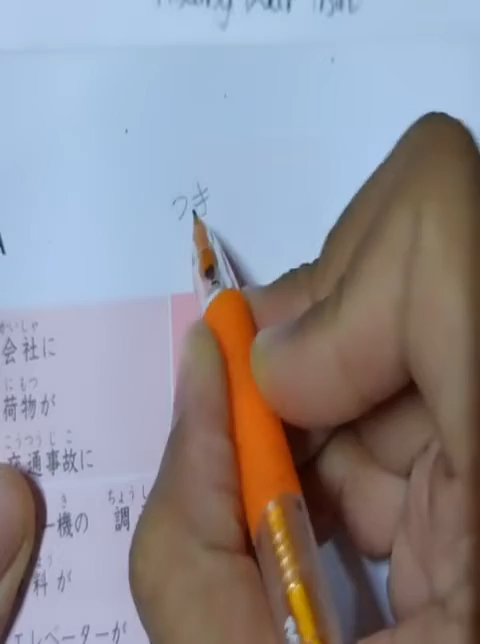 つき
かいしゃ
会社に
にもつ
荷物が
こうつうじこ
交通事故に
き ちょうし
機の 調
料が
エレベーターが